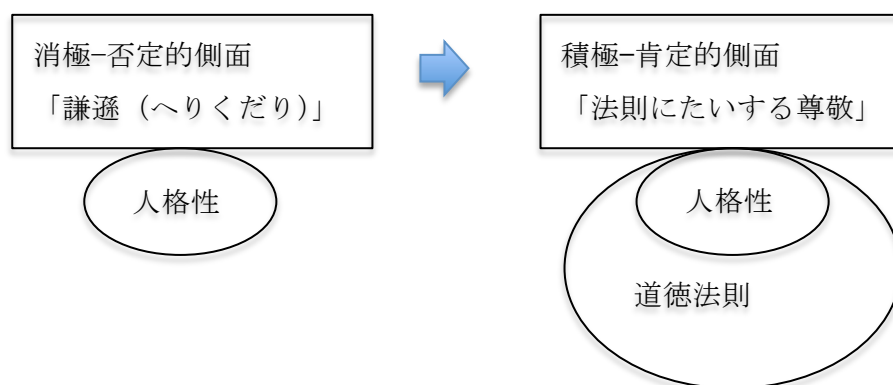 消極−否定的側面
「謙遜（へりくだり）」
人格性
積極−肯定的側面
「法則にたいする尊敬」
人格性
道徳法則